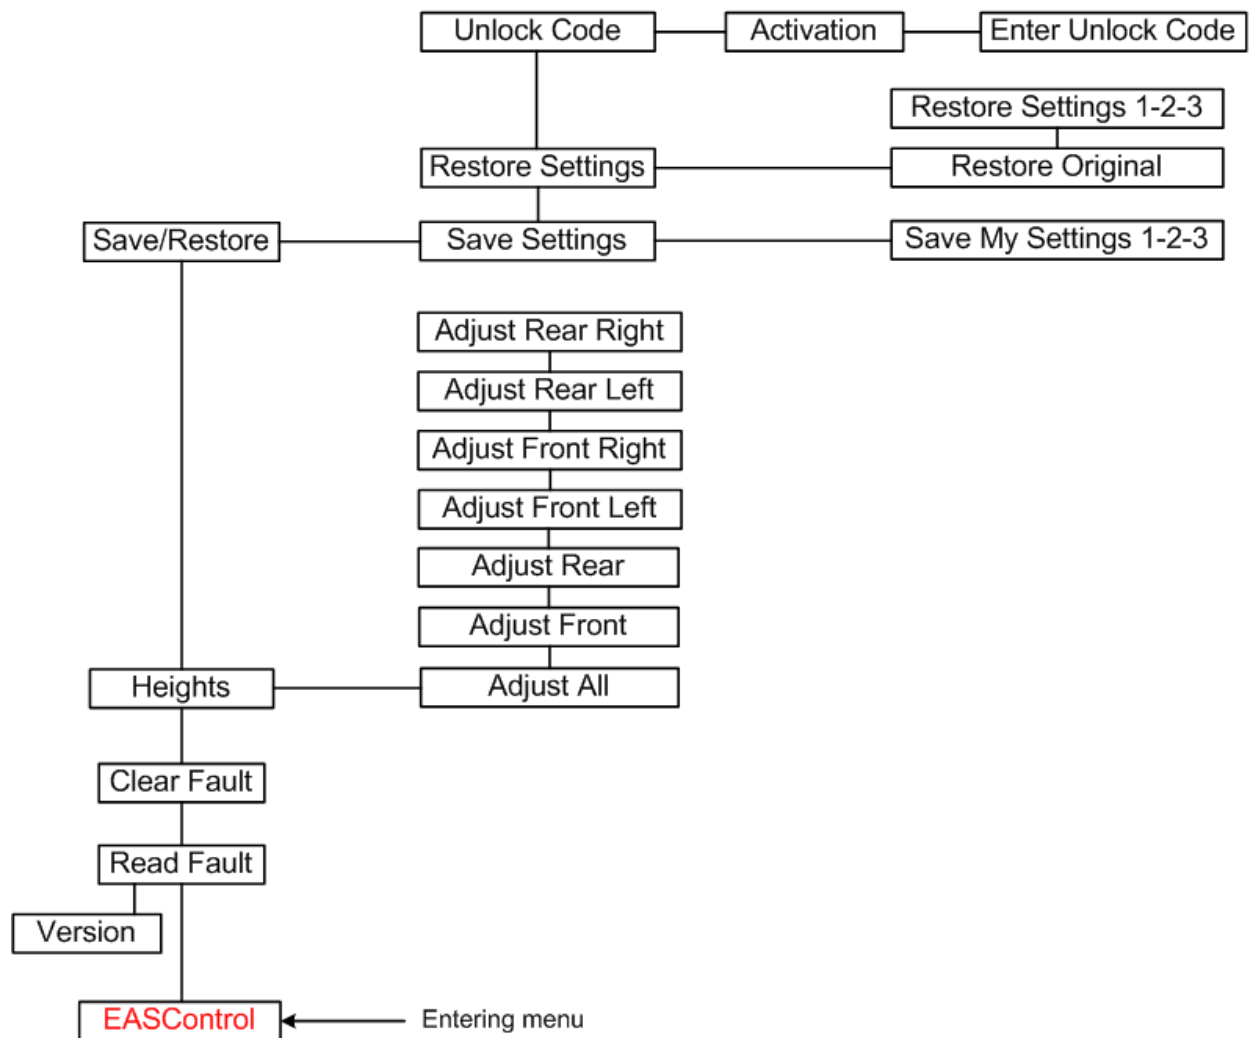 Unlock Code
Activation
Enter Unlock Code
Restore Settings 1-2-3
Restore Settings
Restore Original
Save/Restore
Save Settings
Save My Settings 1-2-3
Adjust Rear Right
Adjust Rear Left
Adjust Front Right
Adjust Front Left
Adjust Rear
Adjust Front
Heights
Adjust All
Clear Fault
Read Fault
Version
EASControl
Entering menu